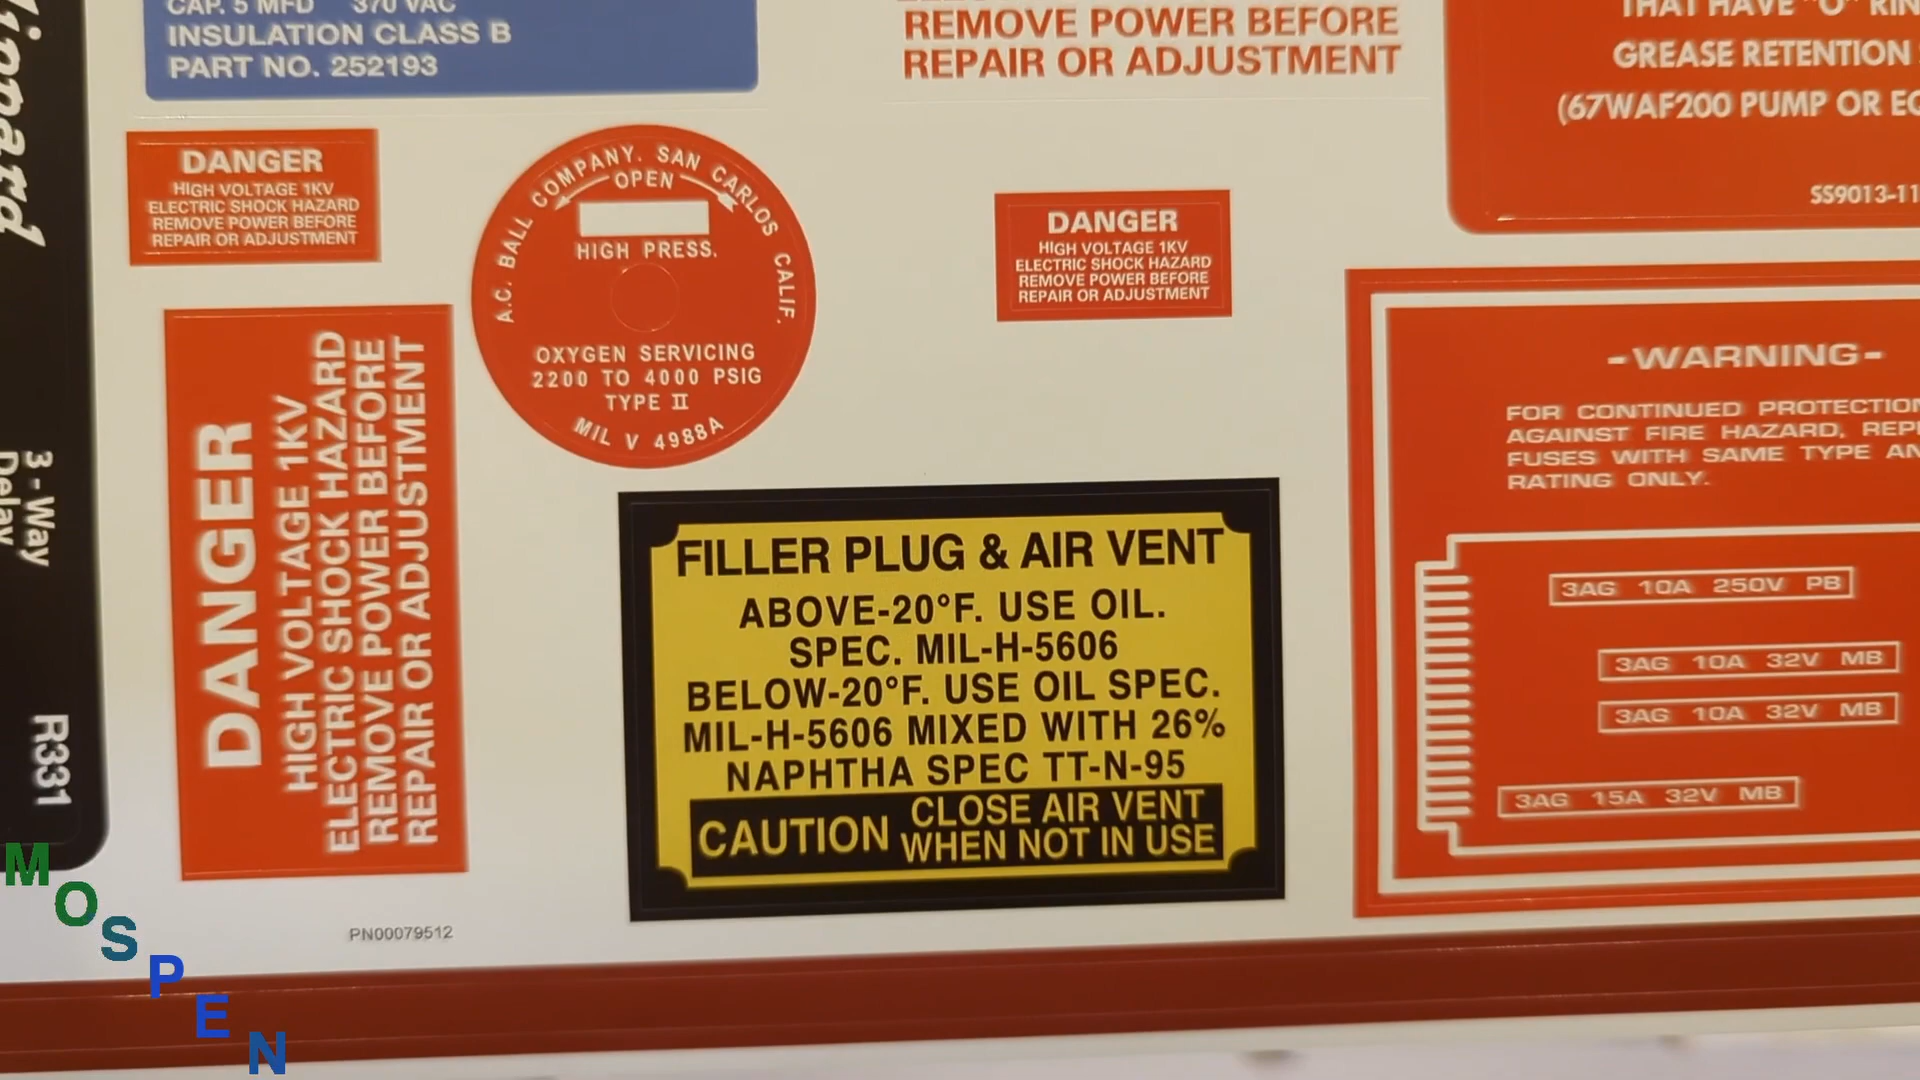 CAP. 5 MFD 370 VAC
INSULATION CLASS B
PART NO. 252193
REMOVE POWER BEFORE
REPAIR OR ADJUSTMENT
THAT HAVE "O"
GREASE RETENTION
(67WAF200 PUMP OR
SS9013-11
DANGER
HIGH VOLTAGE 1KV
ELECTRIC SHOCK HAZARD
REMOVE POWER BEFORE
REPAIR OR ADJUSTMENT
A.C. BALL COMPANY. SAN CARLOS CALIF.
OPEN
HIGH PRESS.
OXYGEN SERVICING
2200 TO 4000 PSIG
TYPE II
MIL V 4988A
DANGER
HIGH VOLTAGE 1KV
ELECTRIC SHOCK HAZARD
REMOVE POWER BEFORE
REPAIR OR ADJUSTMENT
DANGER
HIGH VOLTAGE 1KV
ELECTRIC SHOCK HAZARD
REMOVE POWER BEFORE
REPAIR OR ADJUSTMENT
-WARNING-
FOR CONTINUED PROTECTION
AGAINST FIRE HAZARD,
FUSES WITH SAME TYPE
RATING ONLY.
3AG 10A 250V PB
3AG 10A 32V MB
3AG 10A 32V MB
3AG 15A 32V MB
3-Way
Delay
R331
FILLER PLUG & AIR VENT
ABOVE-20°F. USE OIL.
SPEC. MIL-H-5606
BELOW-20°F. USE OIL SPEC.
MIL-H-5606 MIXED WITH 26%
NAPHTHA SPEC TT-N-95
CAUTION CLOSE AIR VENT
WHEN NOT IN USE
PN00079512
MOSPEN